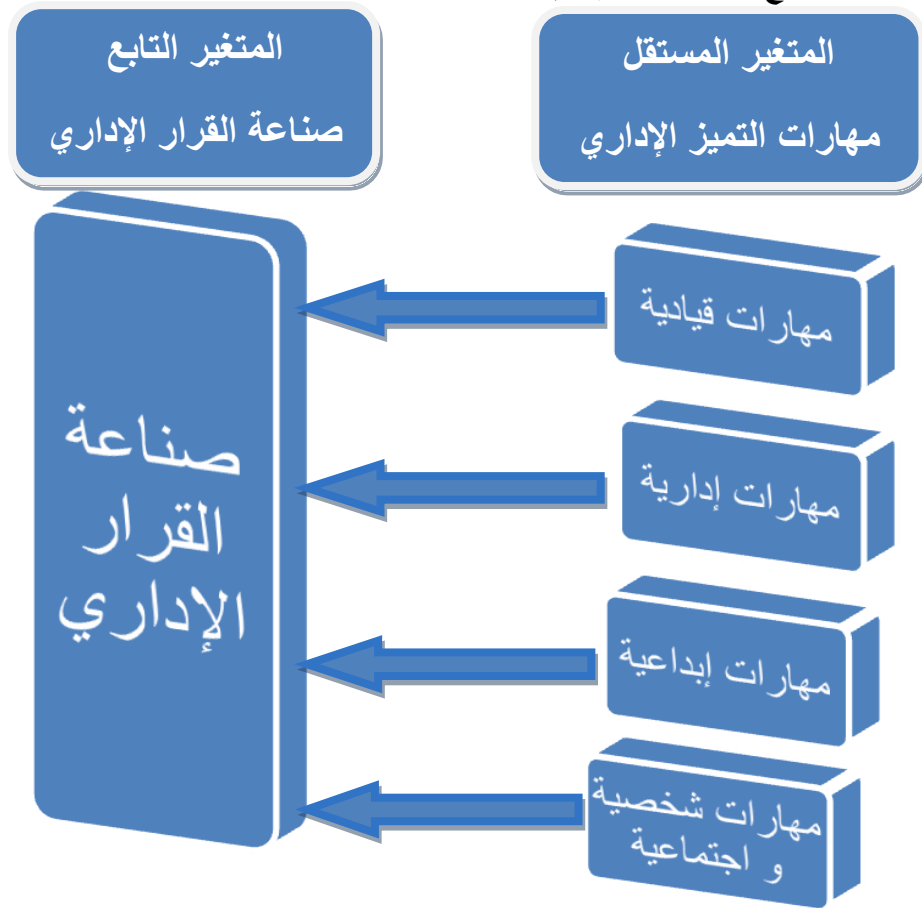 المتغير المستقل
مهارات التميز الإداري
المتغير التابع
صناعة القرار الإداري
مهارات قيادية
مهارات إدارية
مهارات إبداعية
مهارات شخصية
و اجتماعية
صناعة
القرار
الإداري